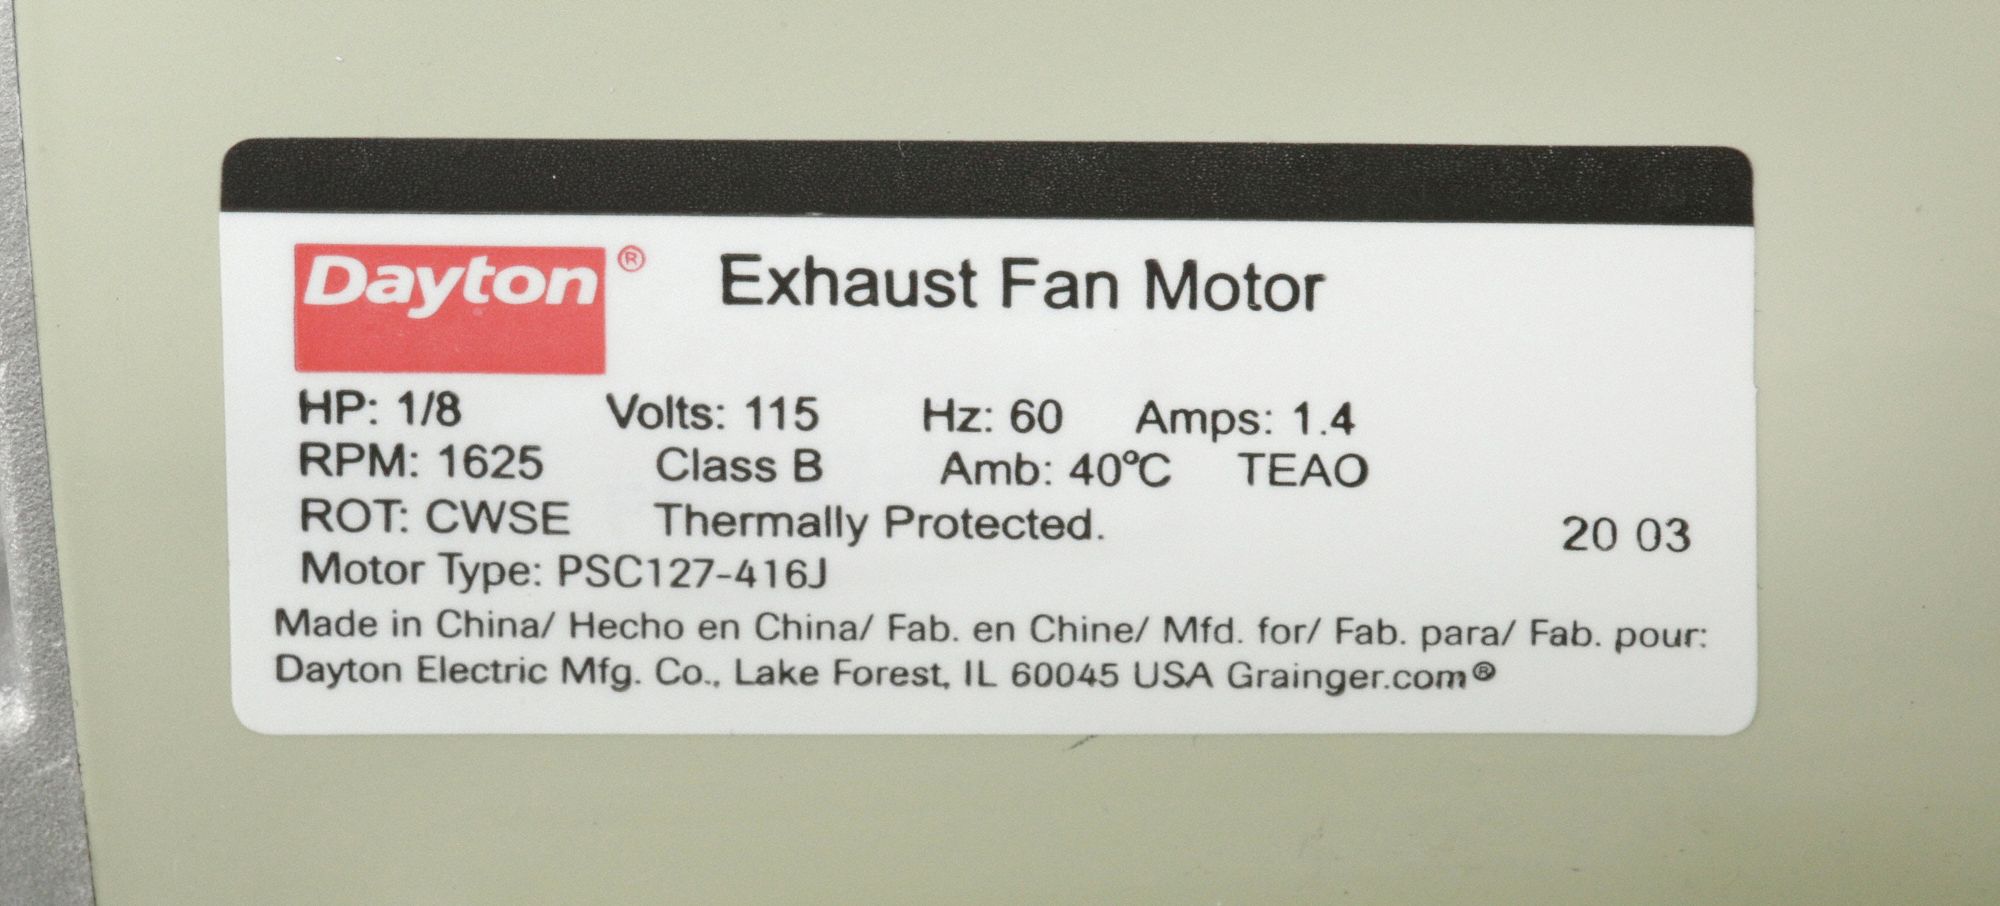 Dayton® Exhaust Fan Motor
HP: 1/8 Volts: 115 Hz: 60 Amps: 1.4
RPM: 1625 Class B Amb: 40°C TEAO
ROT: CWSE Thermally Protected.
20 03
Motor Type: PSC127-416J
Made in China/ Hecho en China/ Fab. en Chine/ Mfd. for/ Fab. para/ Fab. pour:
Dayton Electric Mfg. Co., Lake Forest, IL 60045 USA Grainger.com®